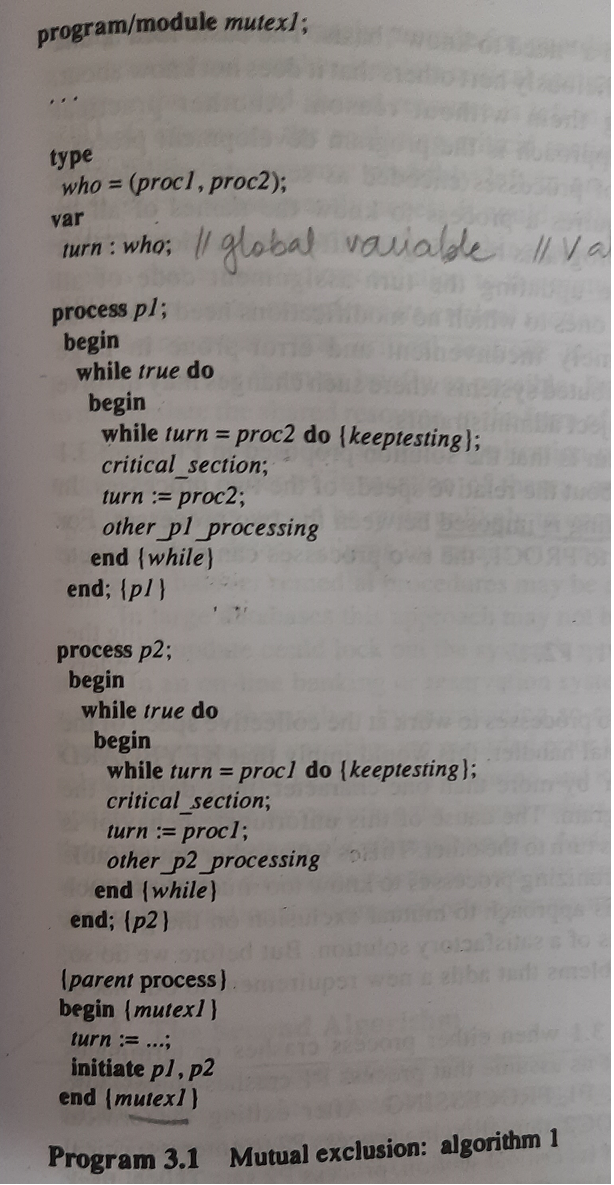 program/module mutex1;
...
type
who = (proc1, proc2);
var
turn : who; // global variable //
process p1;
begin
while true do
begin
while turn = proc2 do {keeptesting};
critical_section;
turn := proc2;
other_p1_processing
end {while}
end; {p1}
process p2;
begin
while true do
begin
while turn = proc1 do {keeptesting};
critical_section;
turn := proc1;
other_p2_processing
end {while}
end; {p2}
{parent process}
begin {mutex1}
turn := ...;
initiate p1, p2
end {mutex1}
Program 3.1 Mutual exclusion: algorithm 1